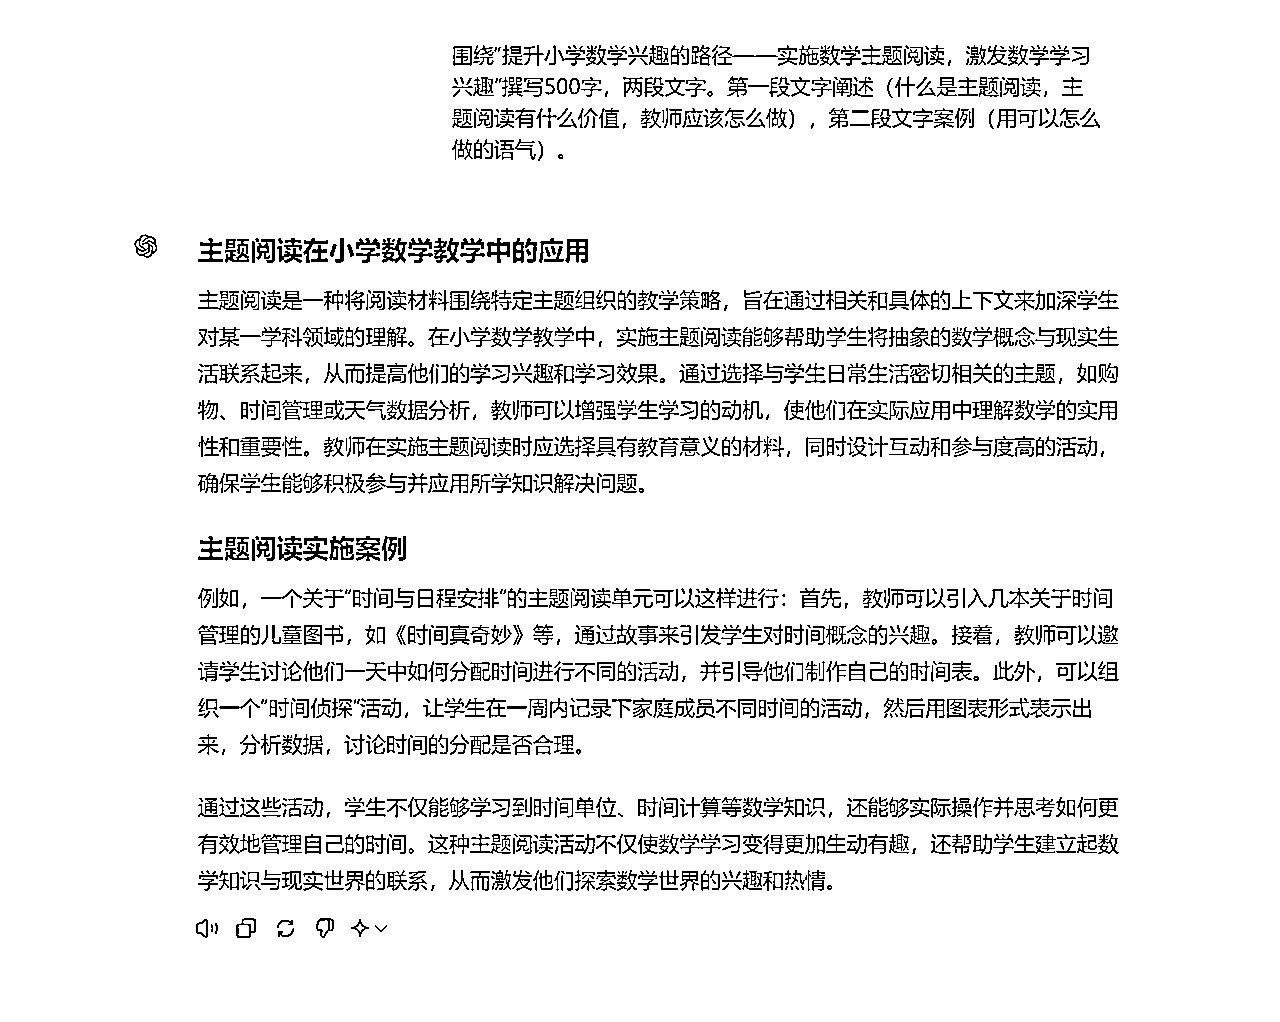 围绕"提升小学数学兴趣的路径——实施数学主题阅读，激发数学学习
兴趣"撰写500字，两段文字。第一段文字阐述（什么是主题阅读，主
题阅读有什么价值，教师应该怎么做），第二段文字案例（用可以怎么
做的语气）。
主题阅读在小学数学教学中的应用
主题阅读是一种将阅读材料围绕特定主题组织的教学策略，旨在通过相关和具体的上下文来加深学生
对某一学科领域的理解。在小学数学教学中，实施主题阅读能够帮助学生将抽象的数学概念与现实生
活联系起来，从而提高他们的学习兴趣和学习效果。通过选择与学生日常生活密切相关的主题，如购
物、时间管理或天气数据分析，教师可以增强学生学习的动机，使他们在实际应用中理解数学的实用
性和重要性。教师在实施主题阅读时应选择具有教育意义的材料，同时设计互动和参与度高的活动，
确保学生能够积极参与并应用所学知识解决问题。
主题阅读实施案例
例如，一个关于"时间与日程安排"的主题阅读单元可以这样进行：首先，教师可以引入几本关于时间
管理的儿童图书，如《时间真奇妙》等，通过故事来引发学生对时间概念的兴趣。接着，教师可以邀
请学生讨论他们一天中如何分配时间进行不同的活动，并引导他们制作自己的时间表。此外，可以组
织一个"时间侦探"活动，让学生在一周内记录下家庭成员不同时间的活动，然后用图表形式表示出
来，分析数据，讨论时间的分配是否合理。
通过这些活动，学生不仅能够学习到时间单位、时间计算等数学知识，还能够实际操作并思考如何更
有效地管理自己的时间。这种主题阅读活动不仅使数学学习变得更加生动有趣，还帮助学生建立起数
学知识与现实世界的联系，从而激发他们探索数学世界的兴趣和热情。